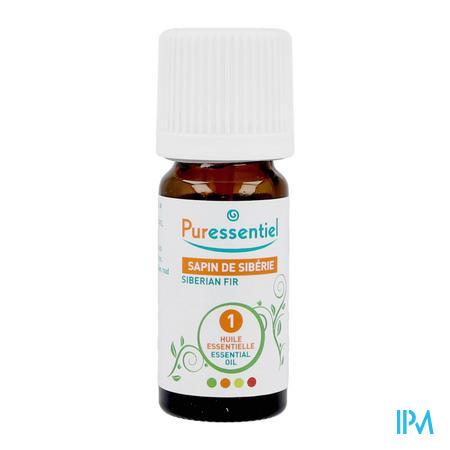 Puressentiel
SAPIN DE SIBÉRIE
SIBERIAN FIR
1
HUILE
ESSENTIELLE
ESSENTIAL
OIL
IPM